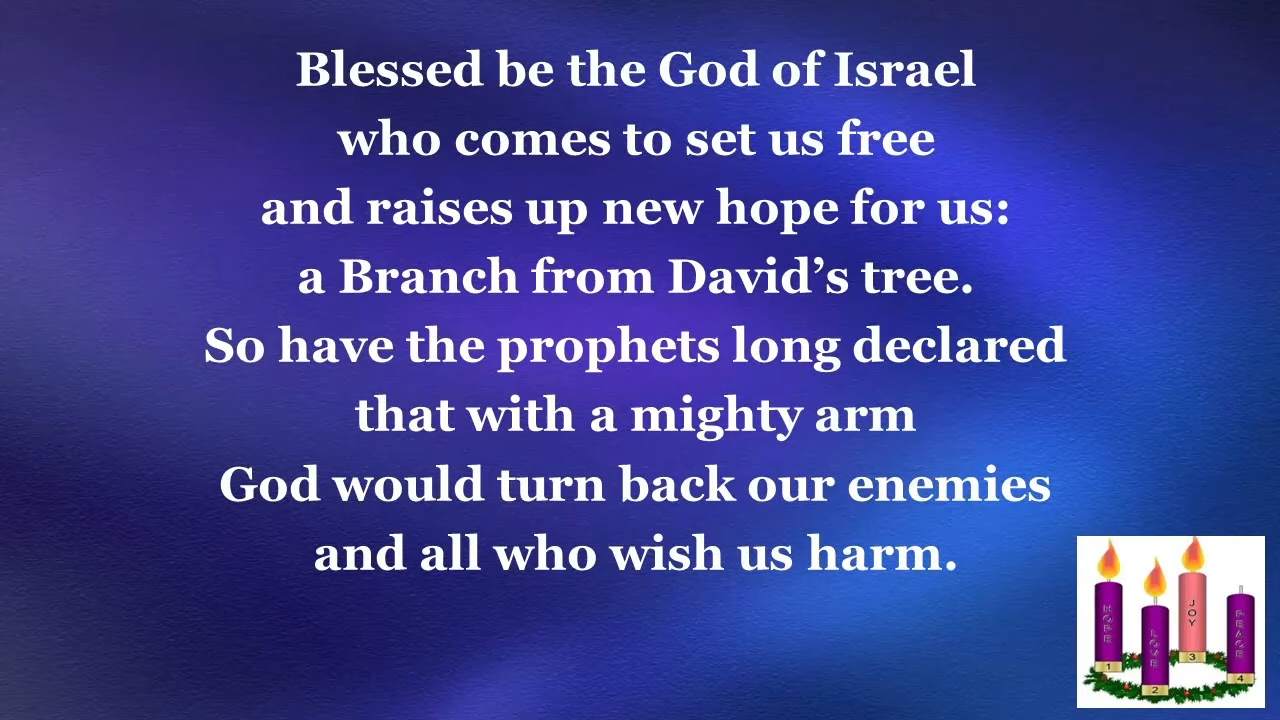 Blessed be the God of Israel
who comes to set us free
and raises up new hope for us:
a Branch from David’s tree.
So have the prophets long declared
that with a mighty arm
God would turn back our enemies
and all who wish us harm.
HOPE
1
LOVE
2
JOY
3
PEACE
4